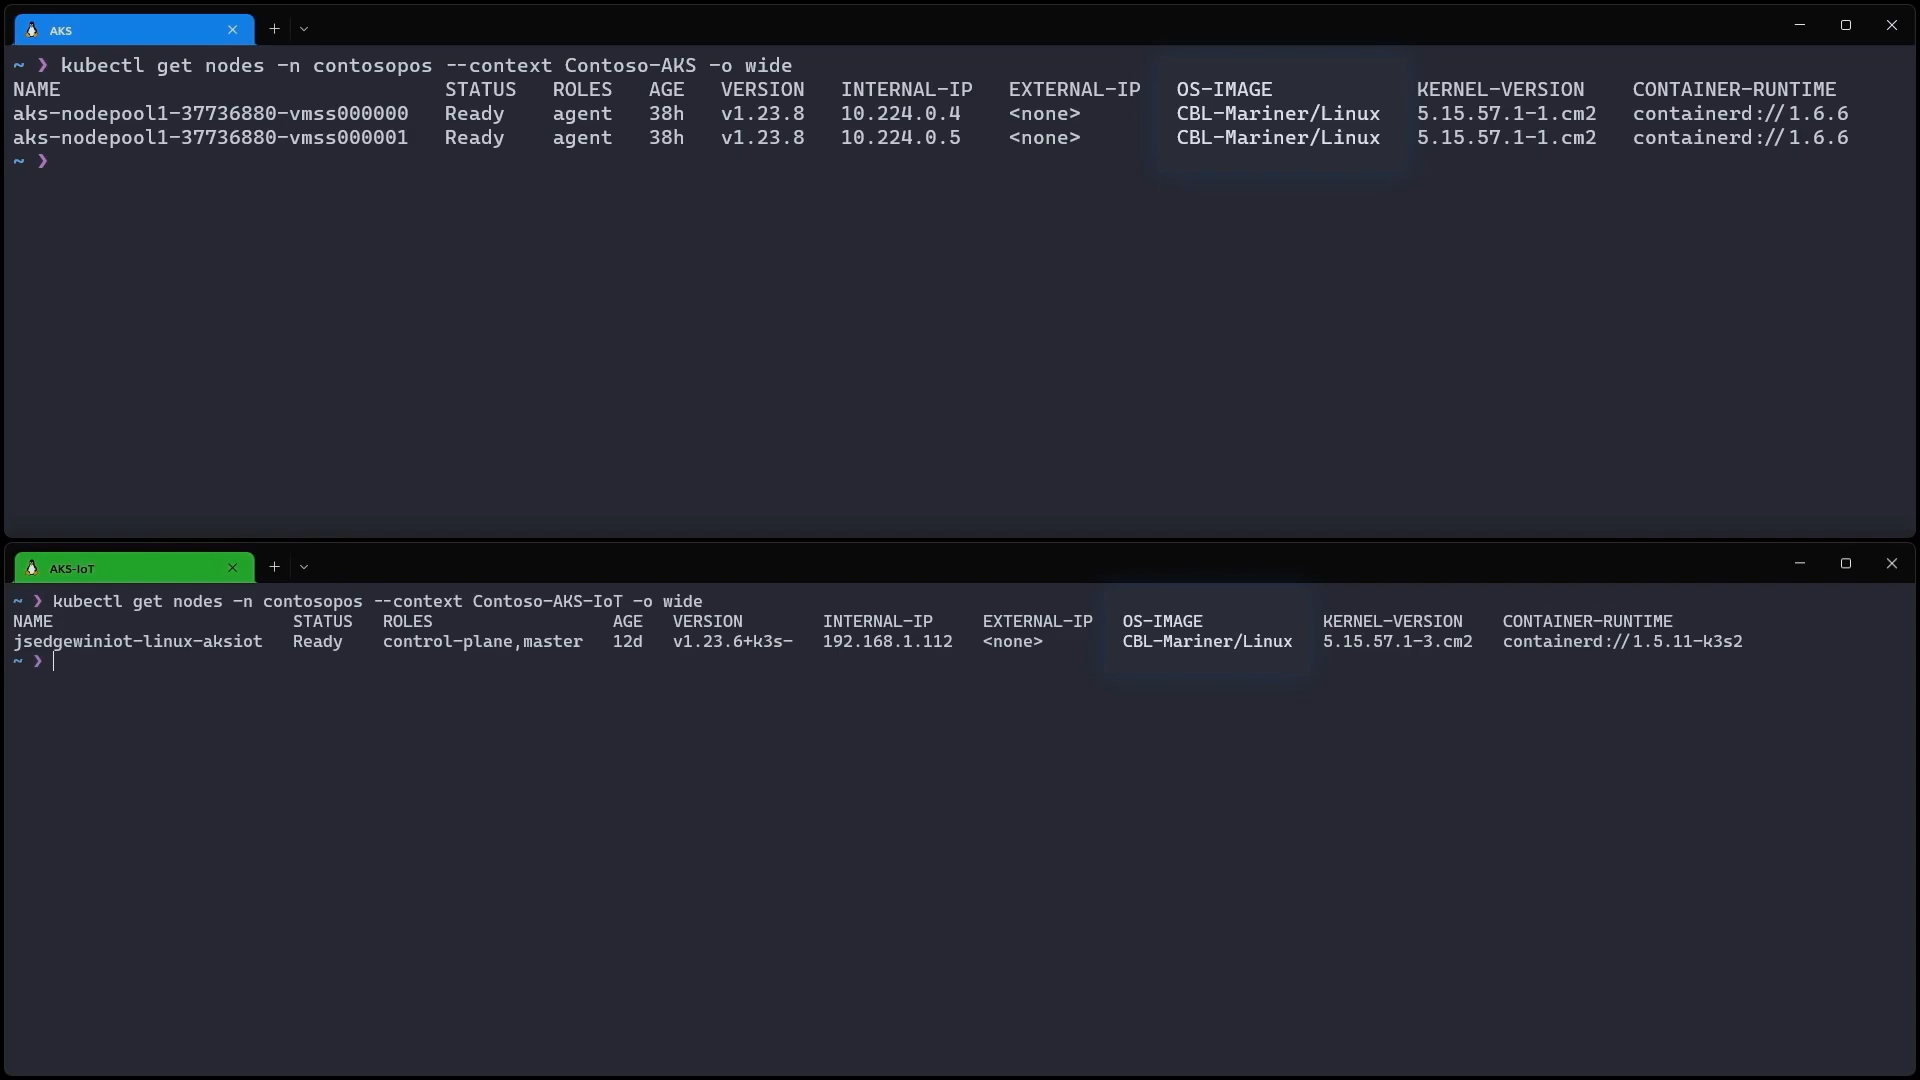 AKS
~ ❯ kubectl get nodes -n contosopos --context Contoso-AKS -o wide
NAME STATUS ROLES AGE VERSION INTERNAL-IP EXTERNAL-IP OS-IMAGE KERNEL-VERSION CONTAINER-RUNTIME
aks-nodepool1-37736880-vmss000000 Ready agent 38h v1.23.8 10.224.0.4 <none> CBL-Mariner/Linux 5.15.57.1-1.cm2 containerd://1.6.6
aks-nodepool1-37736880-vmss000001 Ready agent 38h v1.23.8 10.224.0.5 <none> CBL-Mariner/Linux 5.15.57.1-1.cm2 containerd://1.6.6
~ ❯
AKS-IoT
~ ❯ kubectl get nodes -n contosopos --context Contoso-AKS-IoT -o wide
NAME STATUS ROLES AGE VERSION INTERNAL-IP EXTERNAL-IP OS-IMAGE KERNEL-VERSION CONTAINER-RUNTIME
jsedgewiniot-linux-aksiot Ready control-plane,master 12d v1.23.6+k3s- 192.168.1.112 <none> CBL-Mariner/Linux 5.15.57.1-3.cm2 containerd://1.5.11-k3s2
~ ❯